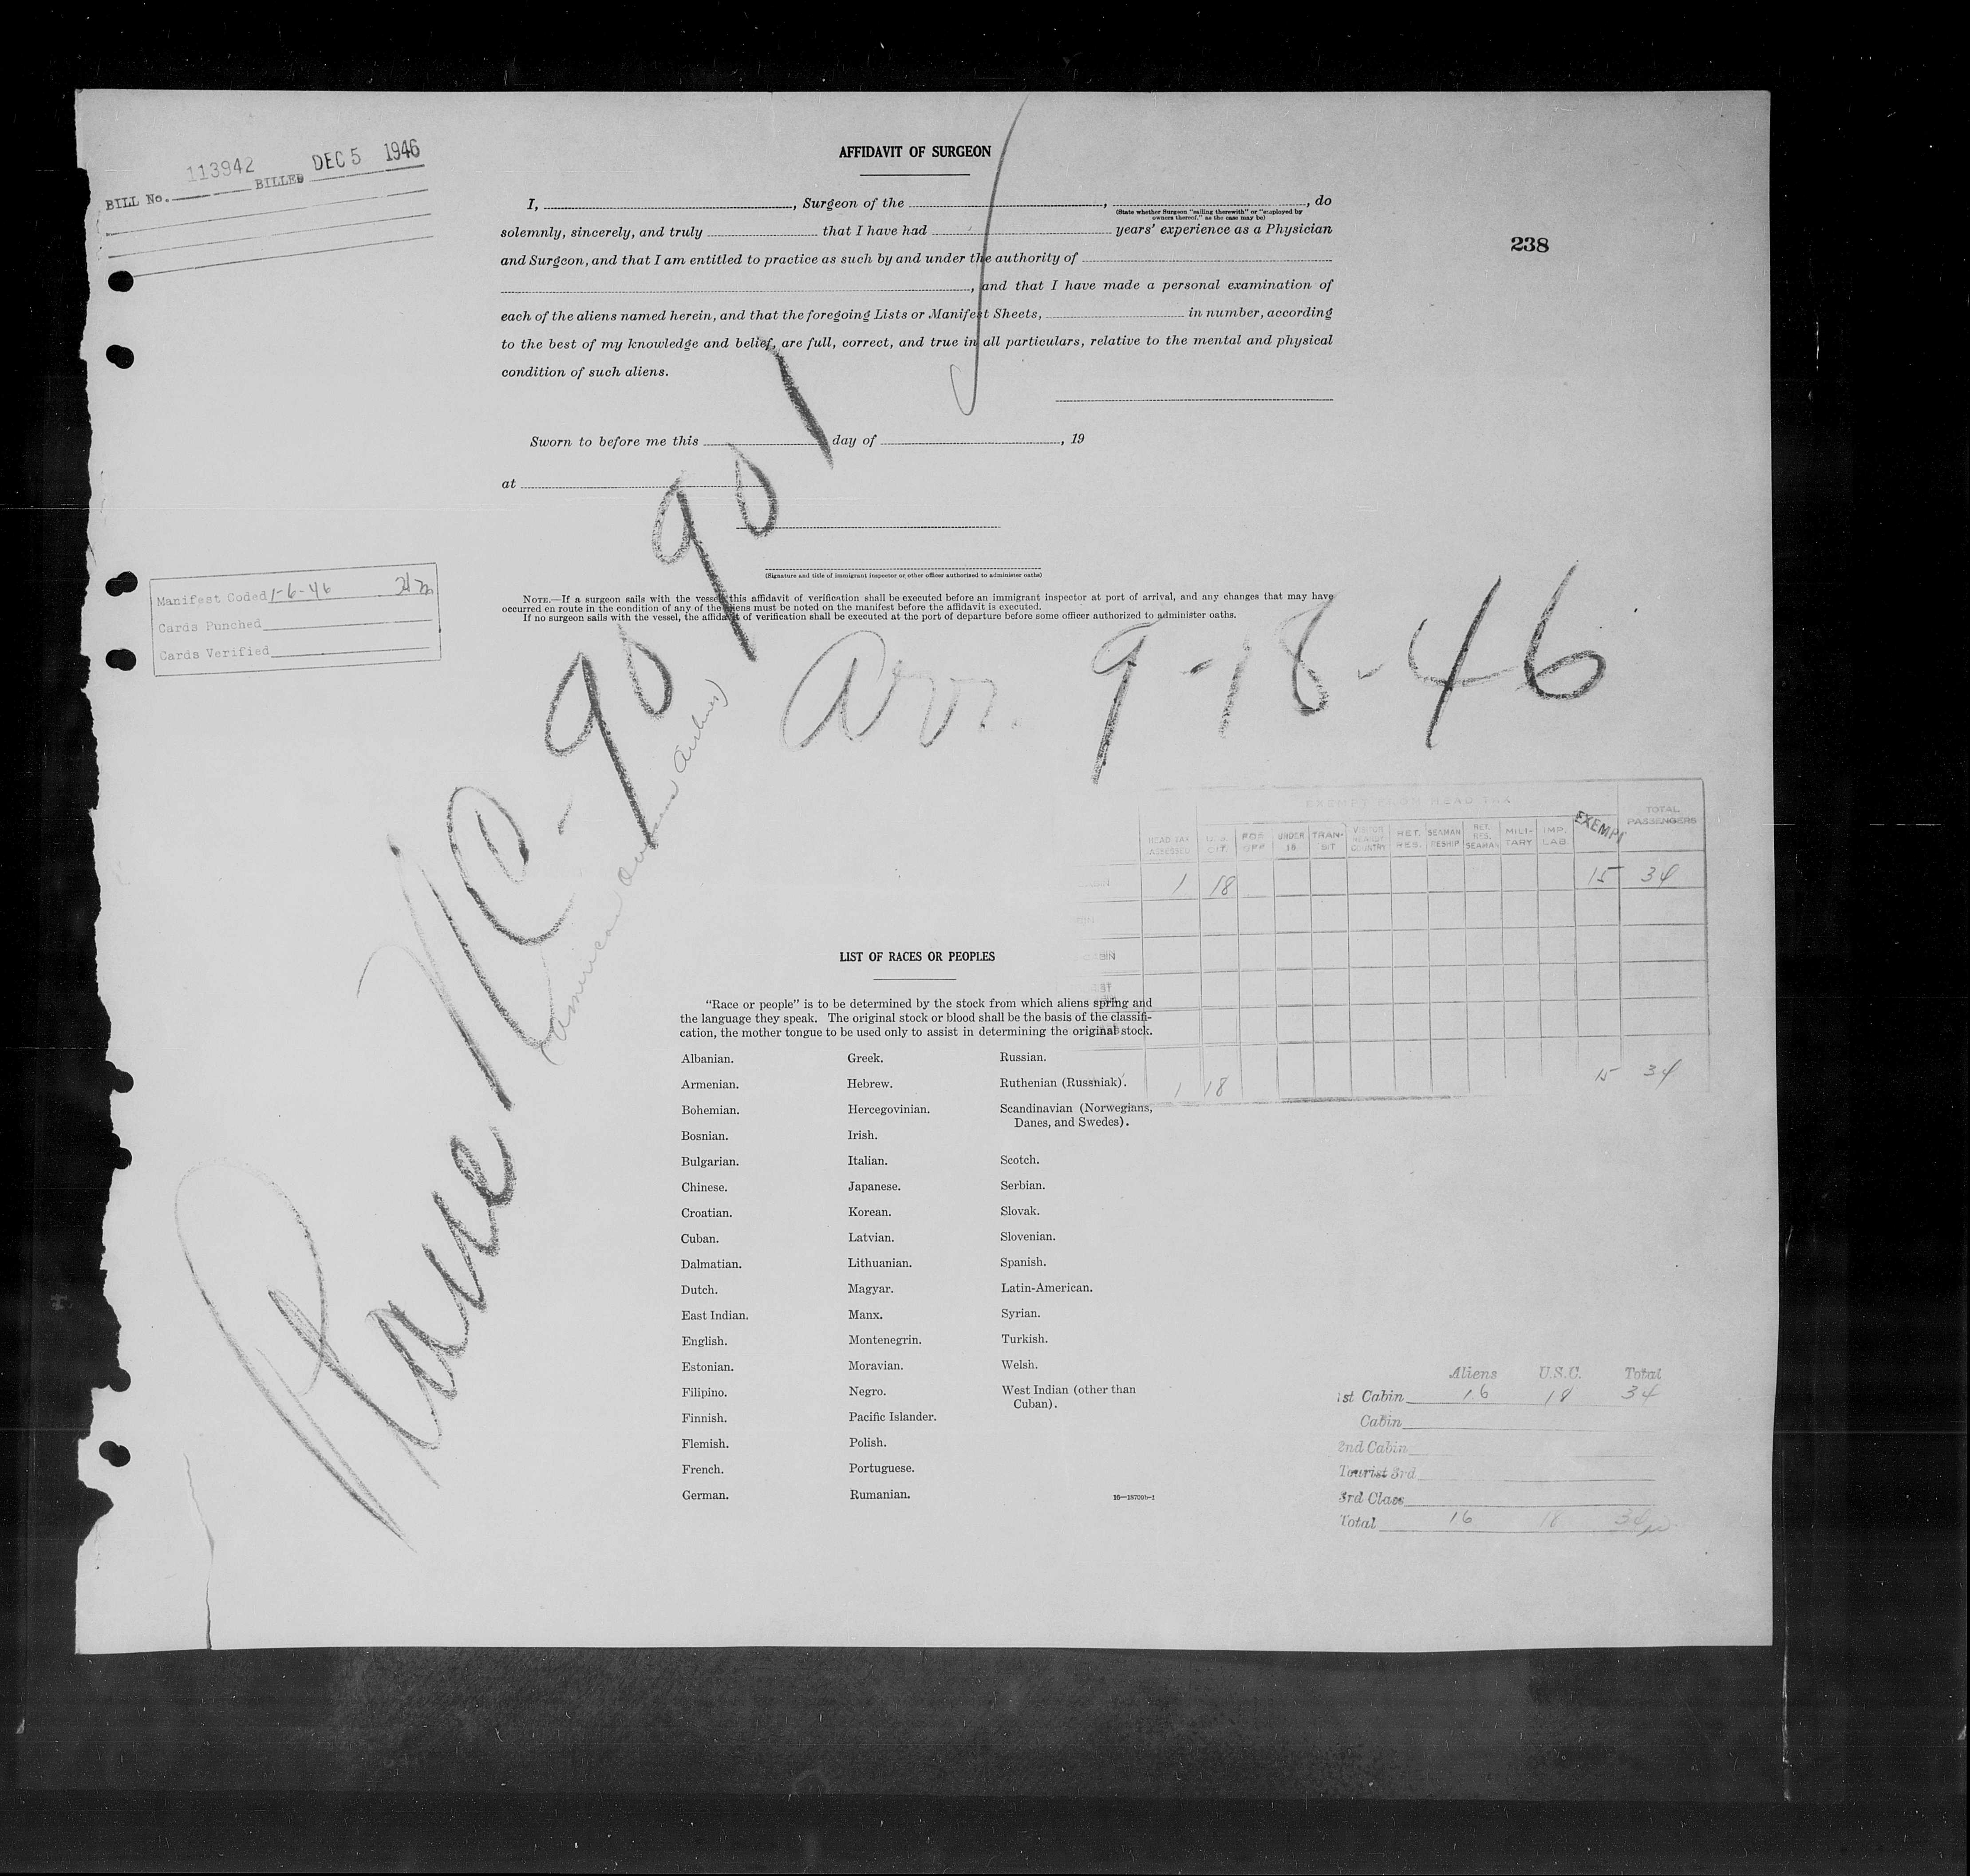 113942 DEC 5 1946
BILL No. BILLED
AFFIDAVIT OF SURGEON
I, , Surgeon of the , , do
(State whether Surgeon "sailing therewith" or "employed by
owners thereof," as the case may be)
solemnly, sincerely, and truly that I have had years' experience as a Physician
238
and Surgeon, and that I am entitled to practice as such by and under the authority of
, and that I have made a personal examination of
each of the aliens named herein, and that the foregoing Lists or Manifest Sheets, in number, according
to the best of my knowledge and belief, are full, correct, and true in all particulars, relative to the mental and physical
condition of such aliens.
Sworn to before me this day of , 19
at
(Signature and title of immigrant inspector or other officer authorized to administer oaths)
Manifest Coded 1-6-46
Cards Punched
Cards Verified
NOTE.—If a surgeon sails with the vessel, this affidavit of verification shall be executed before an immigrant inspector at port of arrival, and any changes that may have
occurred en route in the condition of any of the aliens must be noted on the manifest before the affidavit is executed.
If no surgeon sails with the vessel, the affidavit of verification shall be executed at the port of departure before some officer authorized to administer oaths.
Plane NC-90901
(American Overseas Airlines)
Arr. 9-18-46
EXEMPT FROM HEAD TAX
HEAD TAX ASSESSED U.S. CIT. FOR OFF UNDER 18 TRAN-SIT VISITOR NEARBY COUNTRY RET. RES. SEAMAN RESHIP RET. RES. SEAMAN MILI-TARY IMP. LAB EXEMPT TOTAL PASSENGERS
1 18 15 34
1 18 15 34
LIST OF RACES OR PEOPLES
"Race or people" is to be determined by the stock from which aliens spring and
the language they speak. The original stock or blood shall be the basis of the classifi-
cation, the mother tongue to be used only to assist in determining the original stock.
Albanian.
Armenian.
Bohemian.
Bosnian.
Bulgarian.
Chinese.
Croatian.
Cuban.
Dalmatian.
Dutch.
East Indian.
English.
Estonian.
Filipino.
Finnish.
Flemish.
French.
German.
Greek.
Hebrew.
Hercegovinian.
Irish.
Italian.
Japanese.
Korean.
Latvian.
Lithuanian.
Magyar.
Manx.
Montenegrin.
Moravian.
Negro.
Pacific Islander.
Polish.
Portuguese.
Rumanian.
Russian.
Ruthenian (Russniak).
Scandinavian (Norwegians,
Danes, and Swedes).
Scotch.
Serbian.
Slovak.
Slovenian.
Spanish.
Latin-American.
Syrian.
Turkish.
Welsh.
West Indian (other than
Cuban).
16—18700b-1
Aliens U.S.C. Total
1st Cabin 16 18 34
Cabin
2nd Cabin
Tourist 3rd
3rd Class
Total 16 18 34